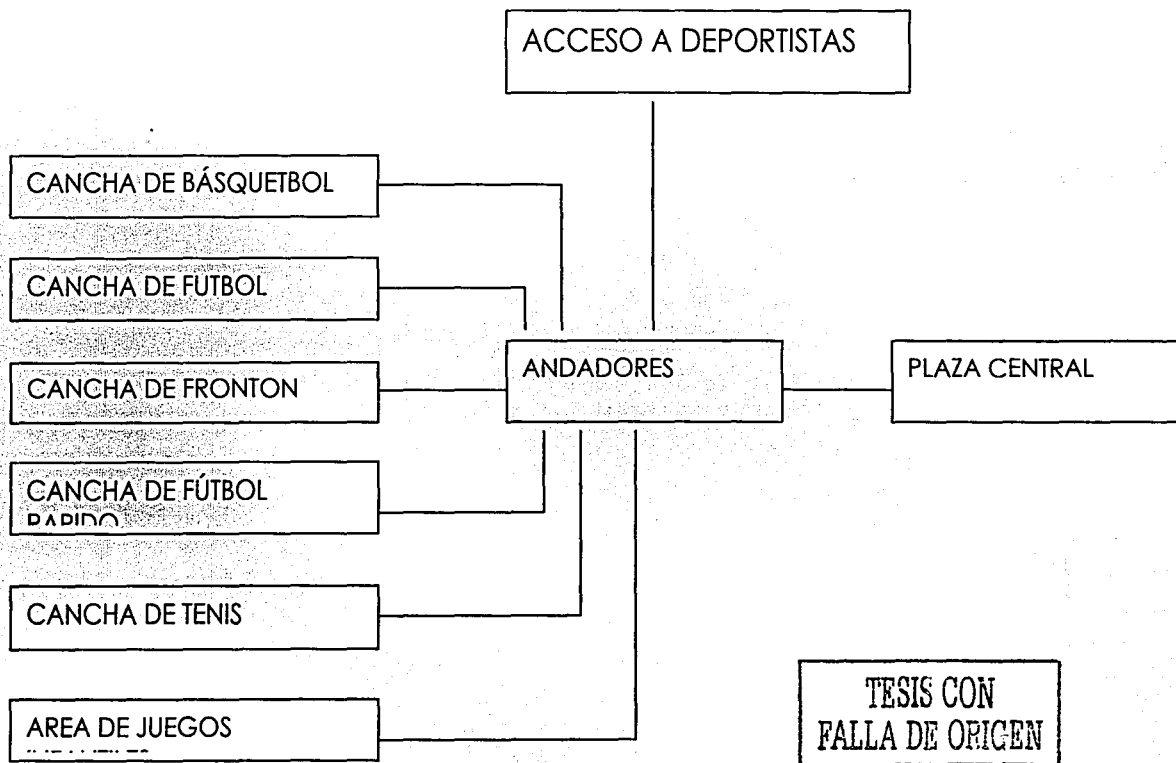 ACCESO A DEPORTISTAS
CANCHA DE BÁSQUETBOL
CANCHA DE FUTBOL
CANCHA DE FRONTON
CANCHA DE FÚTBOL
RAPIDO
CANCHA DE TENIS
AREA DE JUEGOS
ANDADORES
PLAZA CENTRAL
TESIS CON
FALLA DE ORIGEN